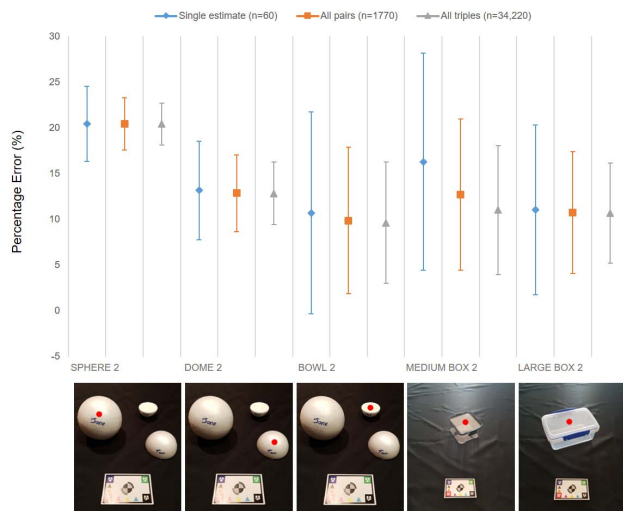 Single estimate (n=60) All pairs (n=1770) All triples (n=34,220)
30
25
20
15
10
5
0
-5
Percentage Error (%)
SPHERE 2 DOME 2 BOWL 2 MEDIUM BOX 2 LARGE BOX 2